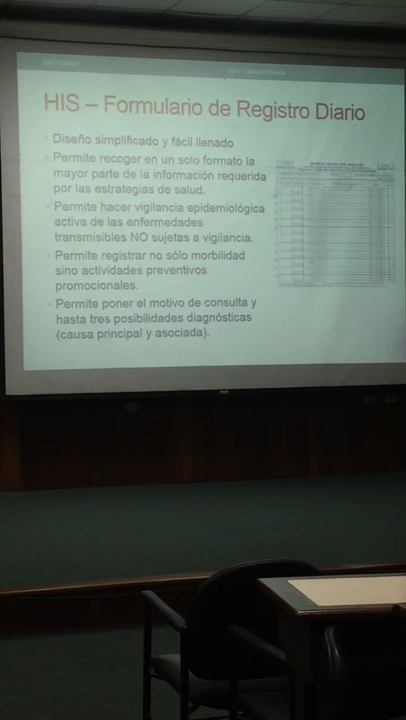 HIS – Formulario de Registro Diario
Diseño simplificado y fácil llenado
Permite recoger en un solo formato la
mayor parte de la información requerida
por las estrategias de salud.
Permite hacer vigilancia epidemiológica
activa de las enfermedades
transmisibles NO sujetas a vigilancia.
Permite registrar no sólo morbilidad
sino actividades preventivos
promocionales.
Permite poner el motivo de consulta y
hasta tres posibilidades diagnósticas
(causa principal y asociada).